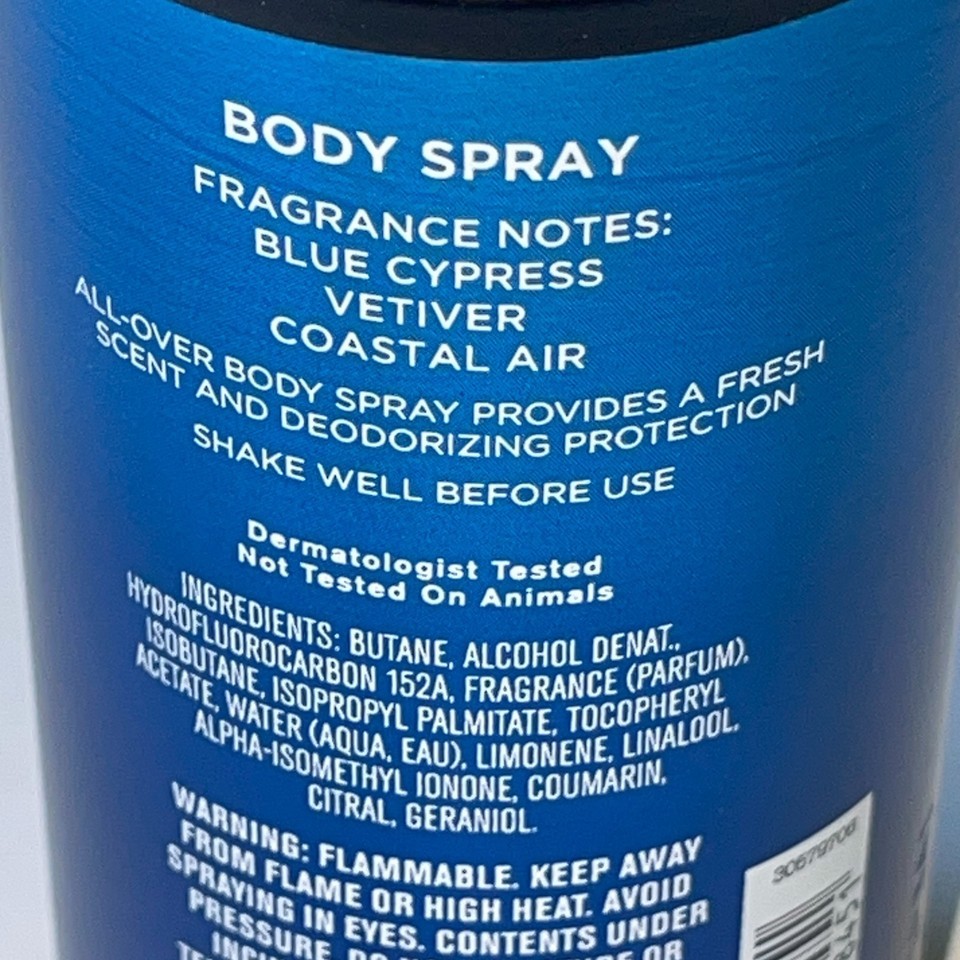 BODY SPRAY
FRAGRANCE NOTES:
BLUE CYPRESS
VETIVER
COASTAL AIR
ALL-OVER BODY SPRAY PROVIDES A FRESH
SCENT AND DEODORIZING PROTECTION
SHAKE WELL BEFORE USE
Dermatologist Tested
Not Tested On Animals
INGREDIENTS: BUTANE, ALCOHOL DENAT.,
HYDROFLUOROCARBON 152A, FRAGRANCE (PARFUM),
ISOBUTANE, ISOPROPYL PALMITATE, TOCOPHERYL
ACETATE, WATER (AQUA, EAU), LIMONENE, LINALOOL,
ALPHA-ISOMETHYL IONONE, COUMARIN,
CITRAL, GERANIOL.
WARNING: FLAMMABLE. KEEP AWAY
FROM FLAME OR HIGH HEAT. AVOID
SPRAYING IN EYES. CONTENTS UNDER
PRESSURE. DO
OR
30679706